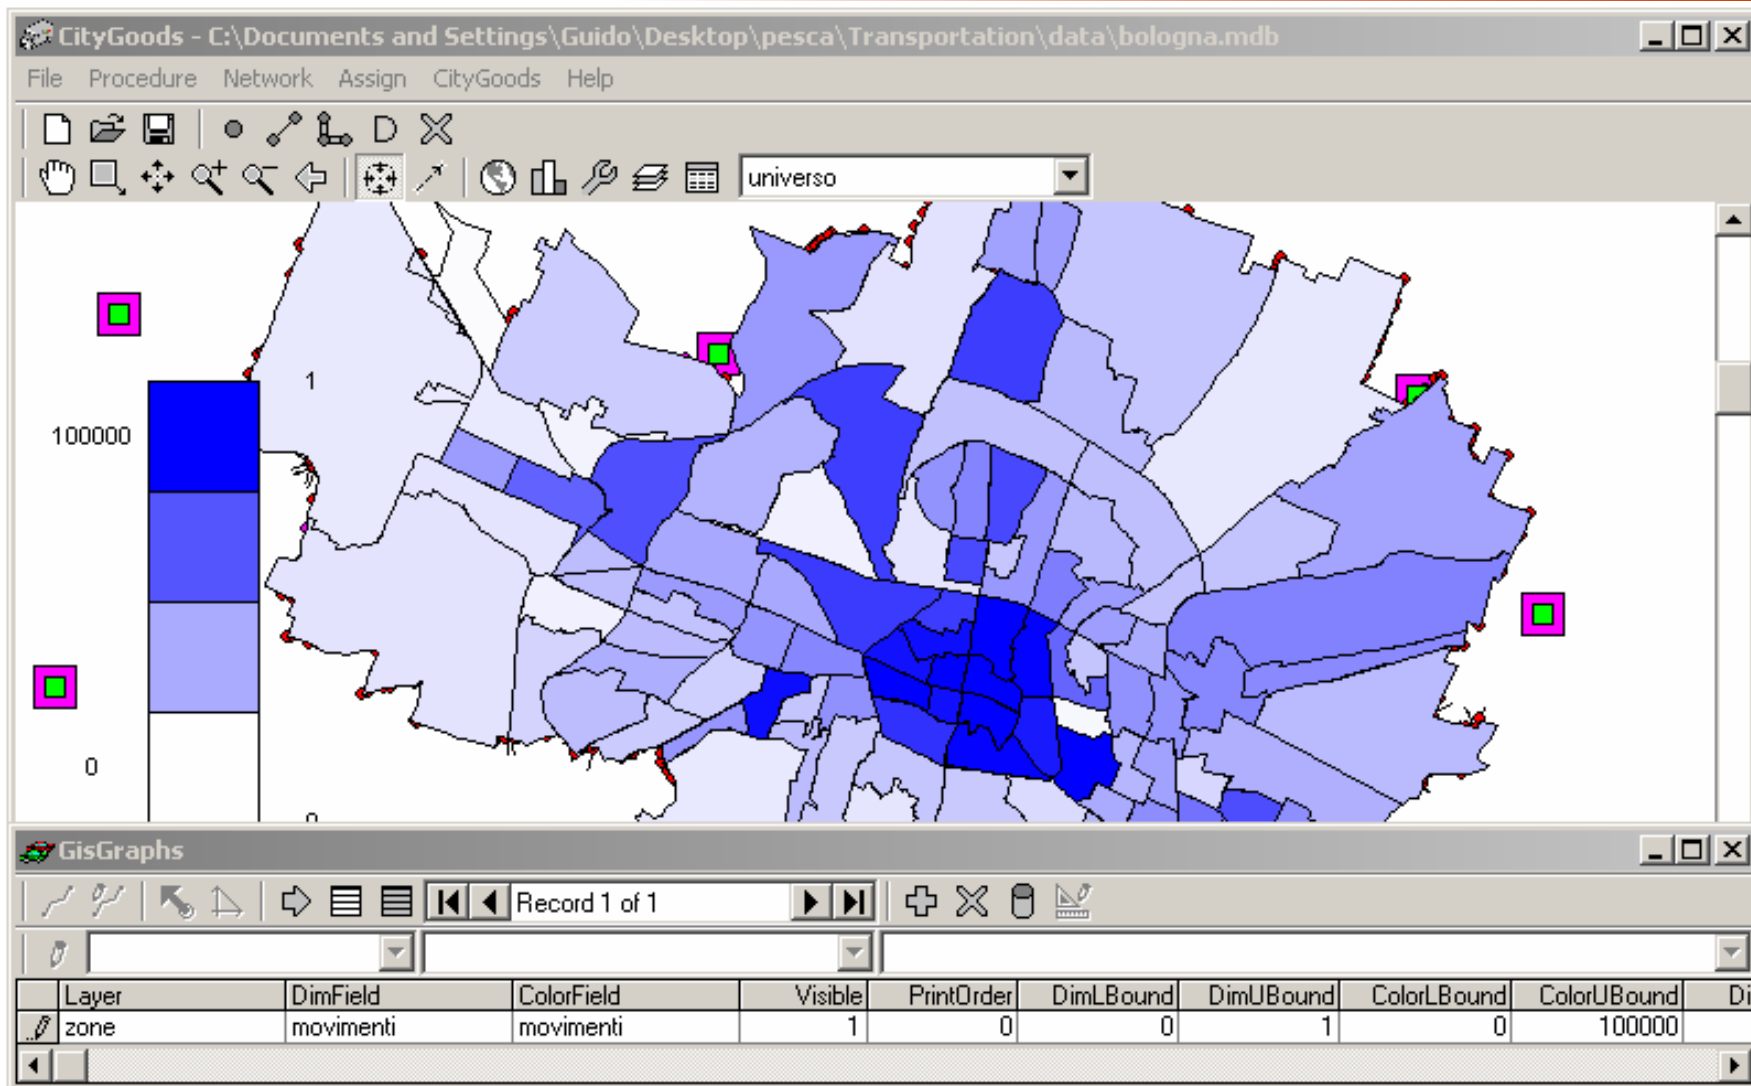 CityGoods - C:\Documents and Settings\Guido\Desktop\pesca\Transportation\data\bologna.mdb
File Procedure Network Assign CityGoods Help
universo
1
100000
0
0
GisGraphs
Record 1 of 1
Layer DimField ColorField Visible PrintOrder DimLBound DimUBound ColorLBound ColorUBound Di
zone movimenti movimenti 1 0 0 1 0 100000